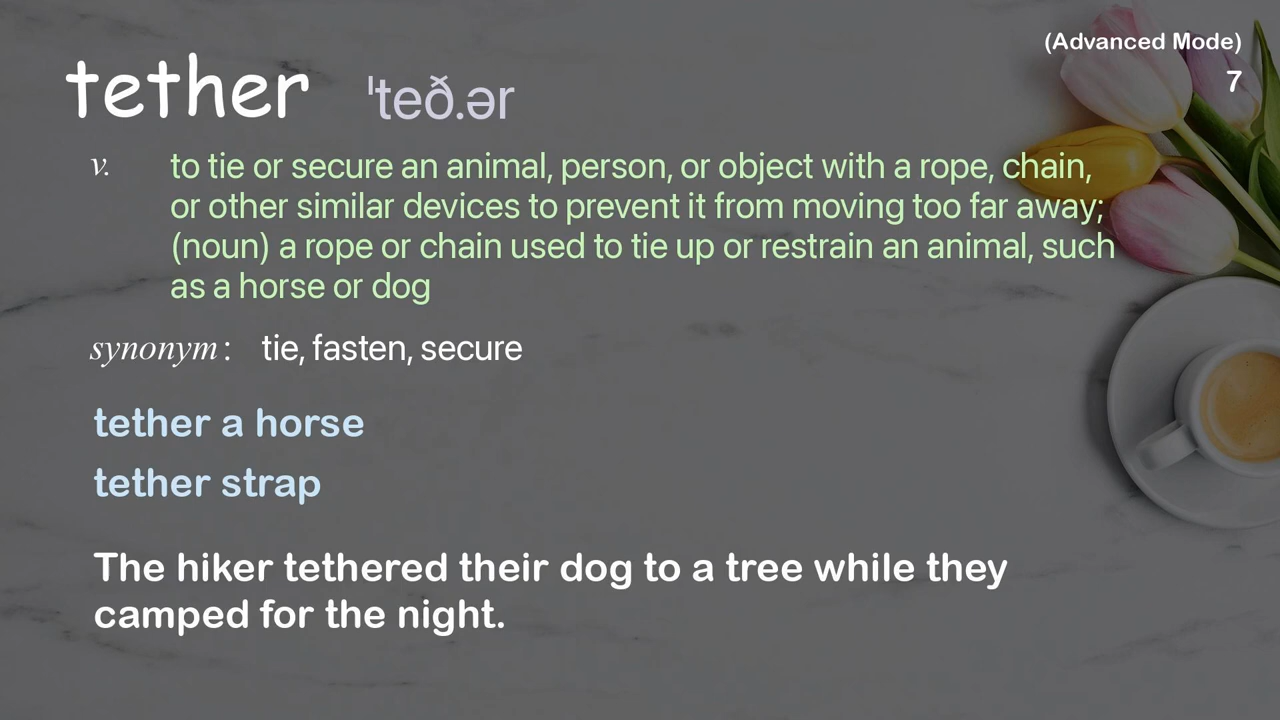 (Advanced Mode)
7
tether ˈteð.ər
v. to tie or secure an animal, person, or object with a rope, chain,
or other similar devices to prevent it from moving too far away;
(noun) a rope or chain used to tie up or restrain an animal, such
as a horse or dog
synonym : tie, fasten, secure
tether a horse
tether strap
The hiker tethered their dog to a tree while they
camped for the night.